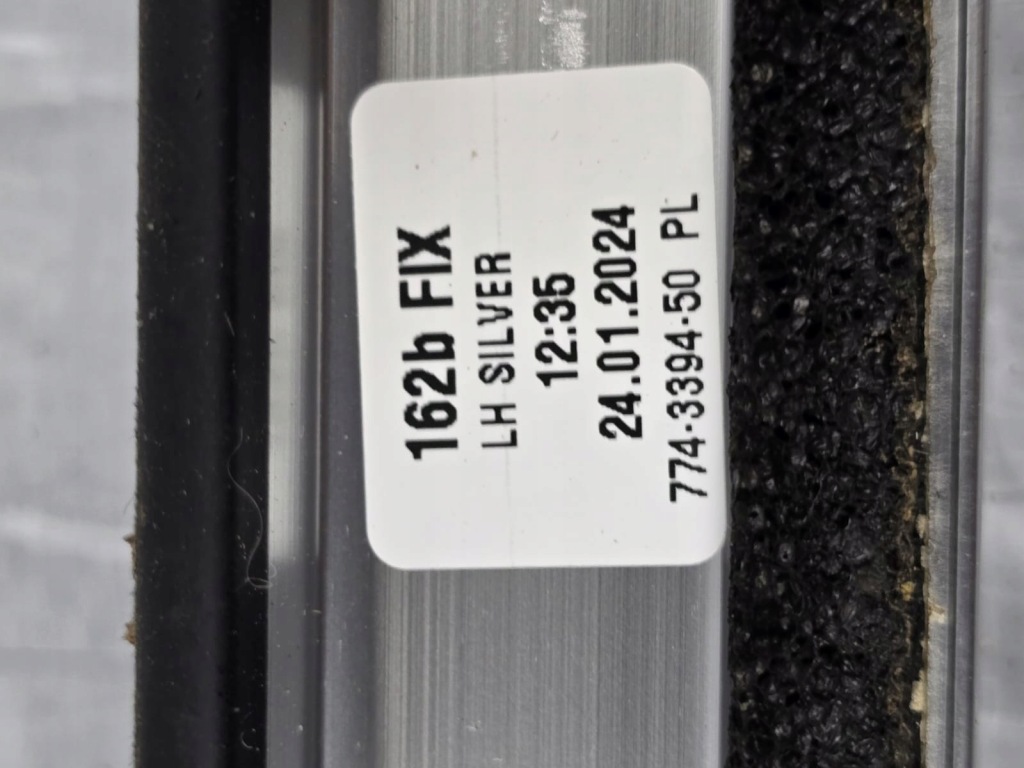 162b FIX
LH SILVER
12:35
24.01.2024
774-3394-50 PL